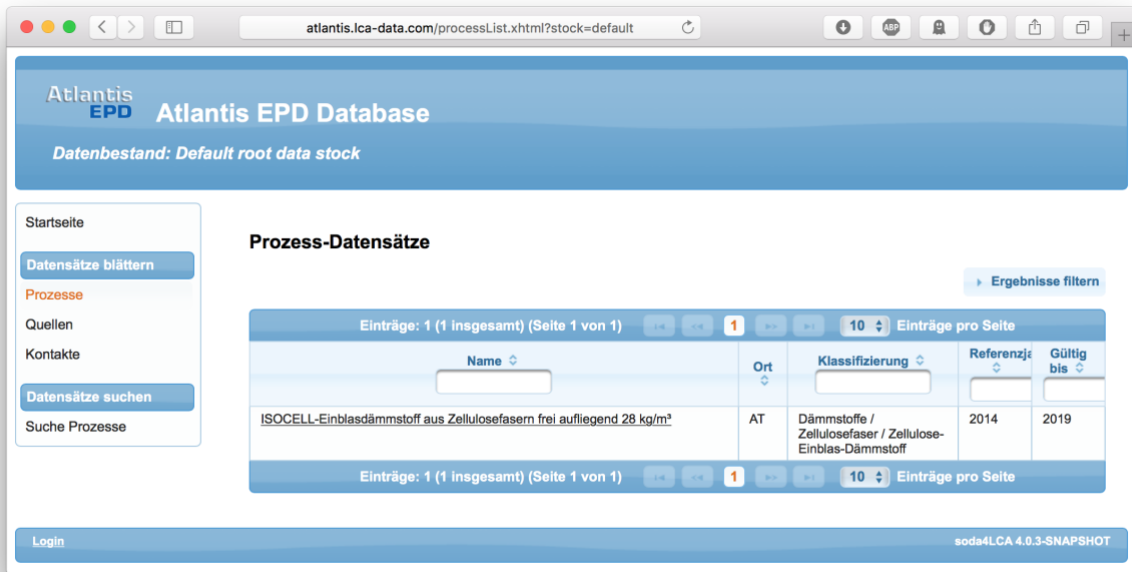 atlantis.lca-data.com/processList.xhtml?stock=default
ABP
Atlantis
EPD
Atlantis EPD Database
Datenbestand: Default root data stock
Startseite
Datensätze blättern
Prozesse
Quellen
Kontakte
Datensätze suchen
Suche Prozesse
Prozess-Datensätze
Ergebnisse filtern
Einträge: 1 (1 insgesamt) (Seite 1 von 1) 1 10 Einträge pro Seite
Name Ort Klassifizierung Referenzja Gültig bis
ISOCELL-Einblasdämmstoff aus Zellulosefasern frei aufliegend 28 kg/m³ AT Dämmstoffe / 2014 2019
Zellulosefaser / Zellulose-
Einblas-Dämmstoff
Einträge: 1 (1 insgesamt) (Seite 1 von 1) 1 10 Einträge pro Seite
Login soda4LCA 4.0.3-SNAPSHOT